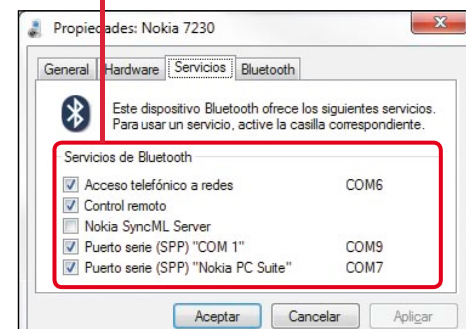 Propiedades: Nokia 7230
General Hardware Servicios Bluetooth
Este dispositivo Bluetooth ofrece los siguientes servicios.
Para usar un servicio, active la casilla correspondiente.
Servicios de Bluetooth
Acceso telefónico a redes COM6
Control remoto
Nokia SyncML Server
Puerto serie (SPP) "COM 1" COM9
Puerto serie (SPP) "Nokia PC Suite" COM7
Aceptar Cancelar Aplicar